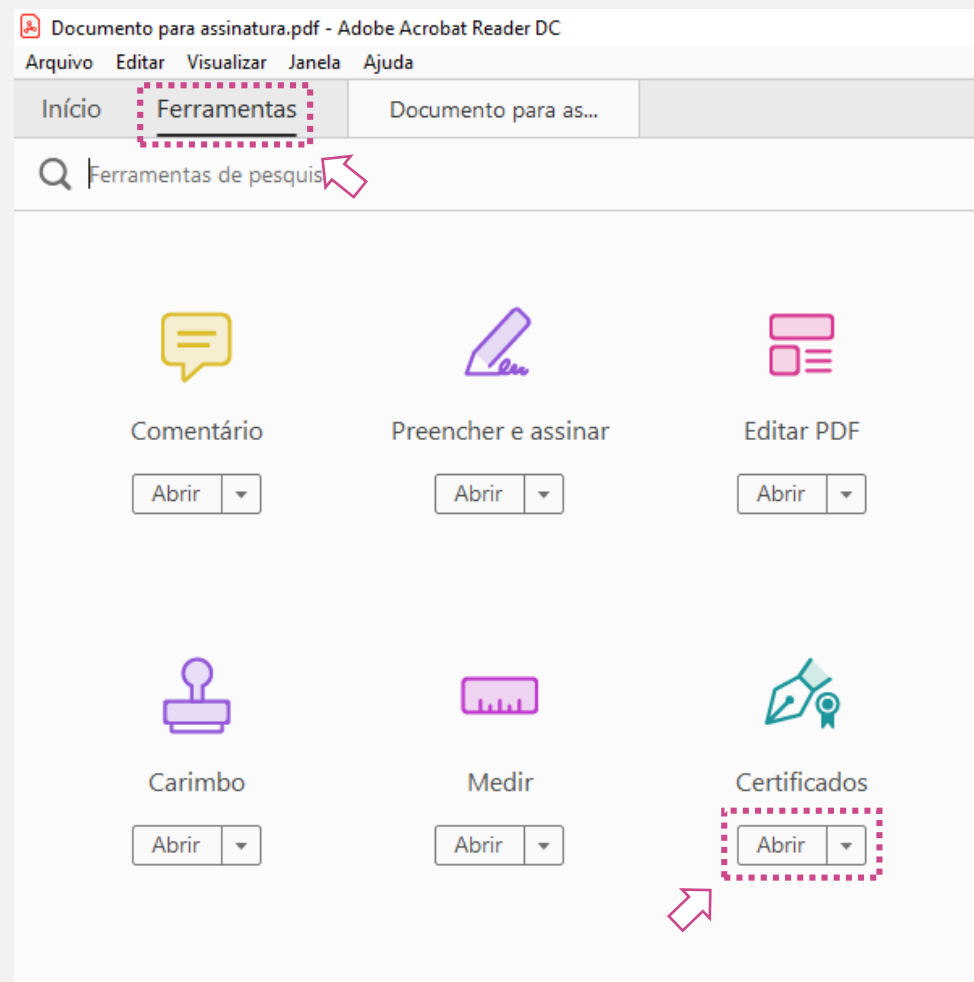 Documento para assinatura.pdf - Adobe Acrobat Reader DC
Arquivo Editar Visualizar Janela Ajuda
Início Ferramentas Documento para as...
Ferramentas de pesquis
Comentário Preencher e assinar Editar PDF
Abrir Abrir Abrir
Carimbo Medir Certificados
Abrir Abrir Abrir